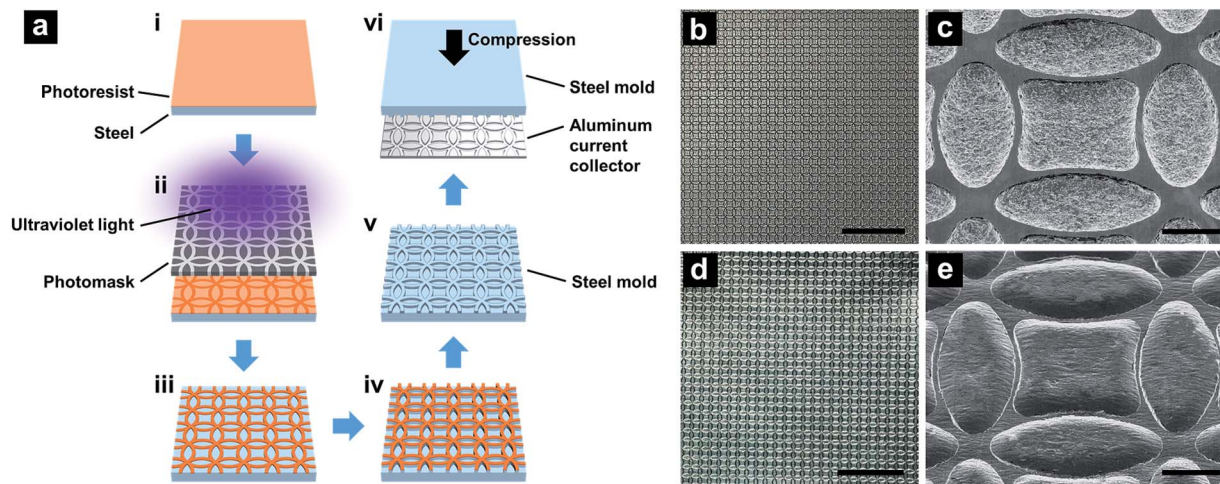 a
i
Photoresist
Steel
ii
Ultraviolet light
Photomask
iii
iv
v
Steel mold
vi
Compression
Steel mold
Aluminum
current
collector
b
c
d
e